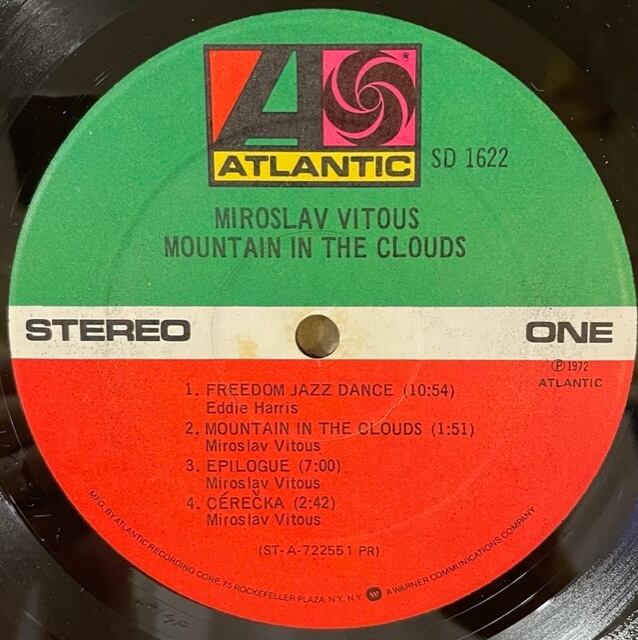 ATLANTIC
SD 1622
MIROSLAV VITOUS
MOUNTAIN IN THE CLOUDS
STEREO
ONE
Ⓟ1972
ATLANTIC
1. FREEDOM JAZZ DANCE (10:54)
Eddie Harris
2. MOUNTAIN IN THE CLOUDS (1:51)
Miroslav Vitous
3. EPILOGUE (7:00)
Miroslav Vitous
4. CÉREČKA (2:42)
Miroslav Vitous
(ST-A-722551 PR)
MFG. BY ATLANTIC RECORDING CORP. 75 ROCKEFELLER PLAZA, N.Y. N.Y. A WARNER COMMUNICATIONS COMPANY